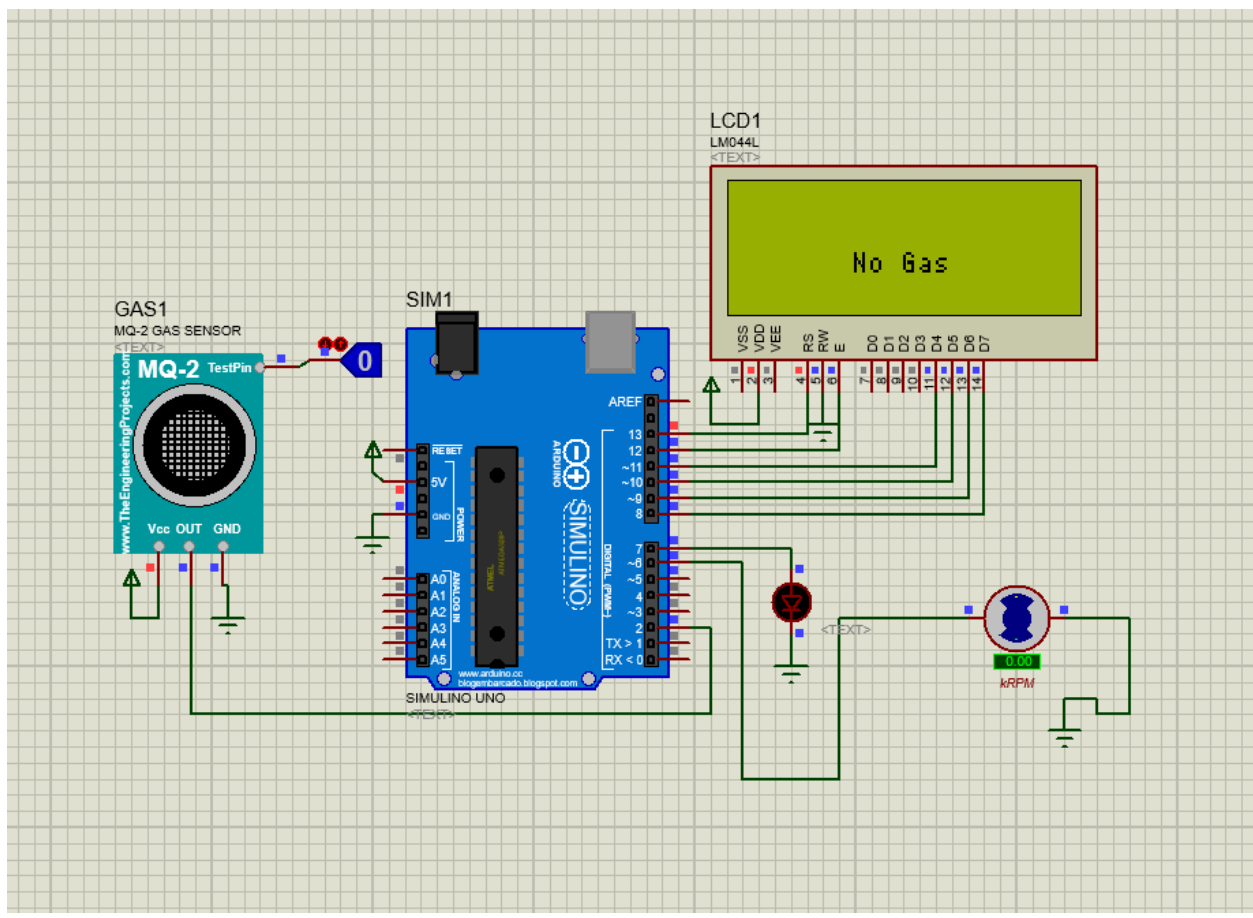 LCD1
LM044L
<TEXT>
No Gas
VSS
VDD
VEE
RS
RW
E
D0
D1
D2
D3
D4
D5
D6
D7
1
2
3
4
5
6
7
8
9
10
11
12
13
14
GAS1
MQ-2 GAS SENSOR
<TEXT>
MQ-2
TestPin
0
www.TheEngineeringProjects.com
Vcc OUT GND
SIM1
AREF
13
12
~11
~10
~9
8
RESET
5V
GND
POWER
ARDUINO
SIMULINO
ATMEL
DIGITAL (PWM~)
7
~6
~5
4
~3
2
TX > 1
RX < 0
ANALOG IN
A0
A1
A2
A3
A4
A5
www.arduino.cc
blogembarcado.blogspot.com
SIMULINO UNO
<TEXT>
<TEXT>
0.00
kRPM